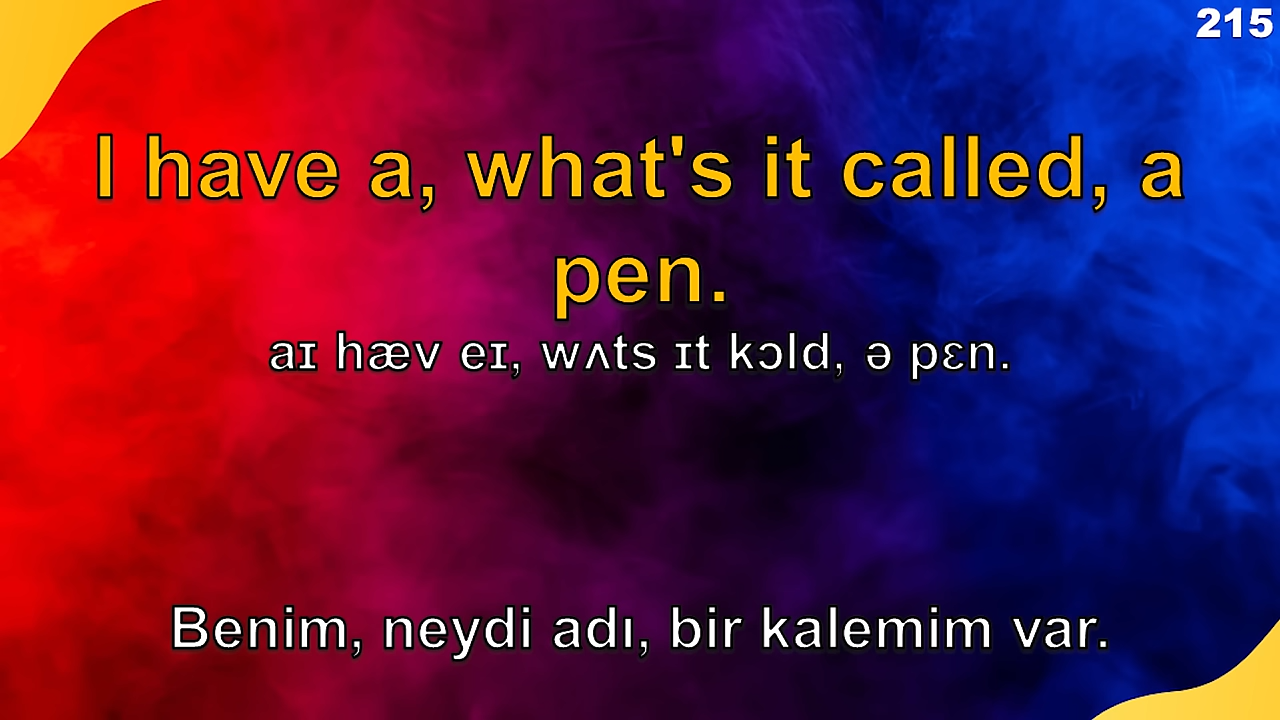 215
I have a, what's it called, a
pen.
aɪ hæv eɪ, wʌts ɪt kɔld, ə pɛn.
Benim, neydi adı, bir kalemim var.